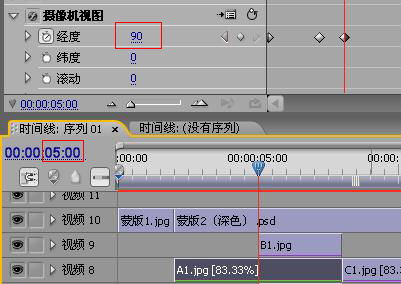 摄像机视图
经度 90
纬度 0
滚动 0
00:00:05:00
时间线: 序列 01 × 时间线: (没有序列)
00:00:05:00
:00:00 00:00:05:00 00:00:
视频 11
视频 10 蒙版1.jpg 蒙版2（深色）.psd
视频 9 B1.jpg
视频 8 A1.jpg [83.33%] C1.jpg [83.3